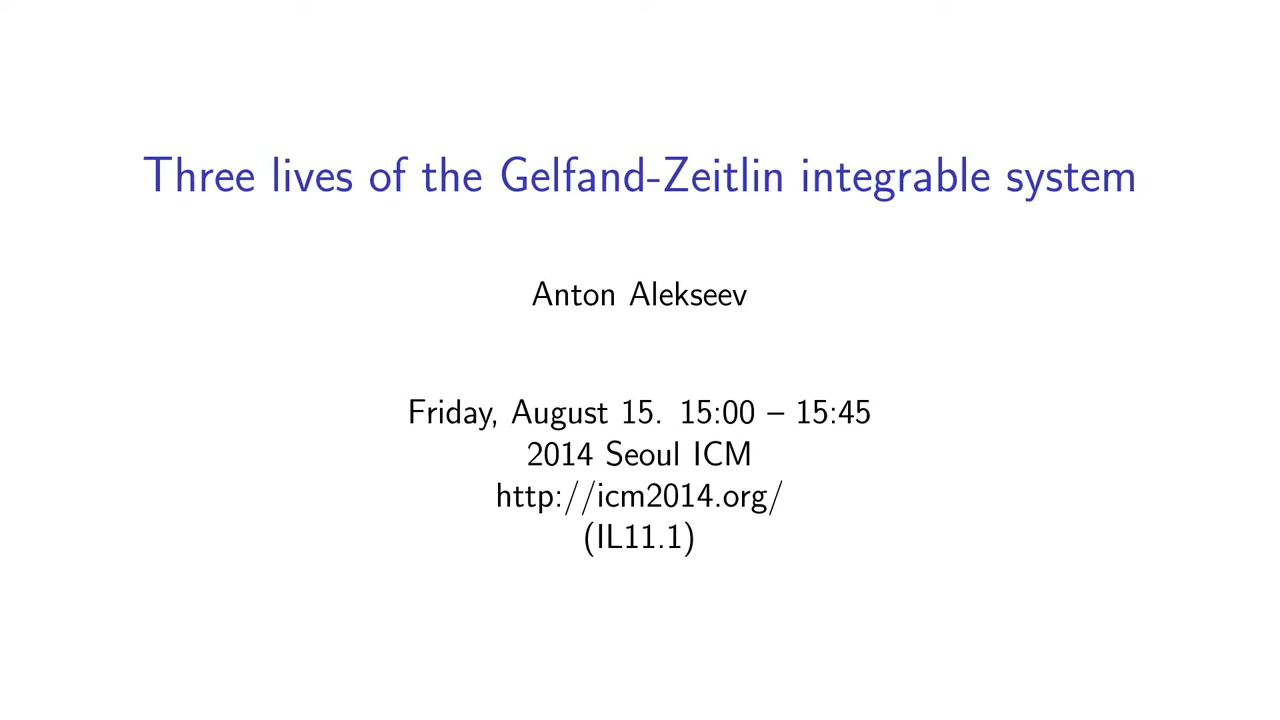 Three lives of the Gelfand-Zeitlin integrable system
Anton Alekseev
Friday, August 15. 15:00 – 15:45
2014 Seoul ICM
http://icm2014.org/
(IL11.1)